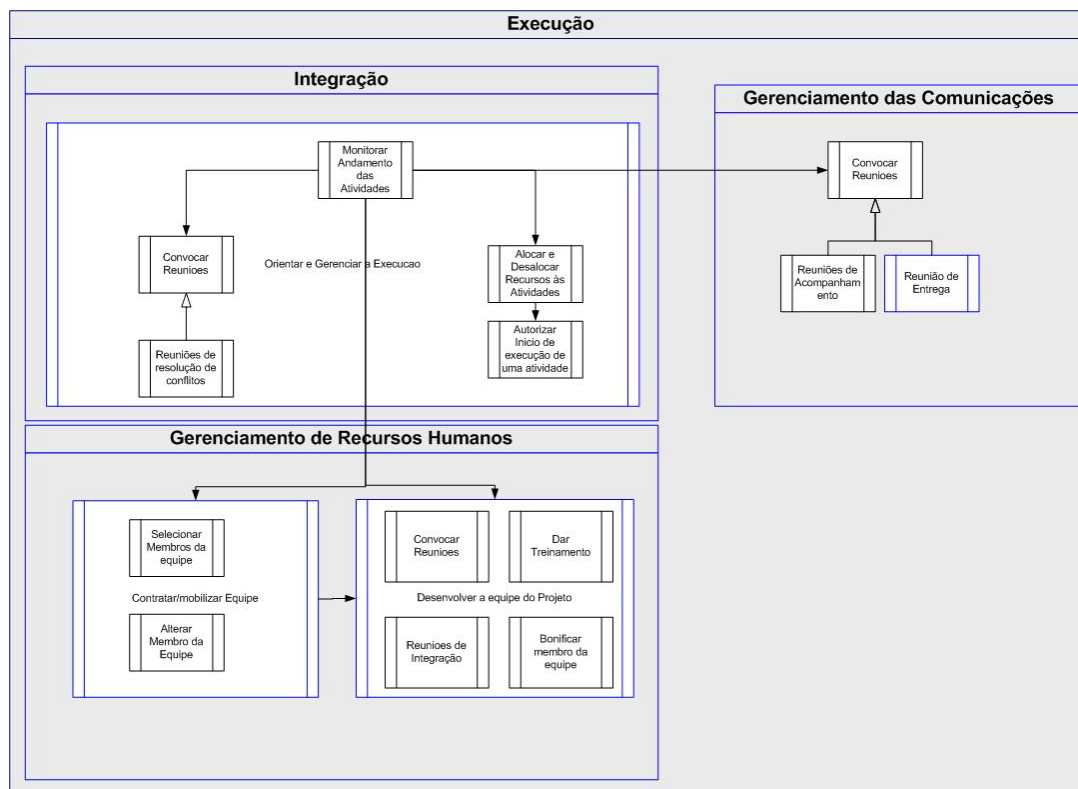 Execução
Integração
Gerenciamento das Comunicações
Monitorar
Andamento
das
Atividades
Convocar
Reunioes
Convocar
Reunioes
Orientar e Gerenciar a Execucao
Alocar e
Desalocar
Recursos às
Atividades
Reuniões de
Acompanham
ento
Reunião de
Entrega
Reuniões de
resolução de
conflitos
Autorizar
Inicio de
execução de
uma atividade
Gerenciamento de Recursos Humanos
Selecionar
Membros da
equipe
Contratar/mobilizar Equipe
Alterar
Membro da
Equipe
Convocar
Reunioes
Dar
Treinamento
Desenvolver a equipe do Projeto
Reunioes de
Integração
Bonificar
membro da
equipe